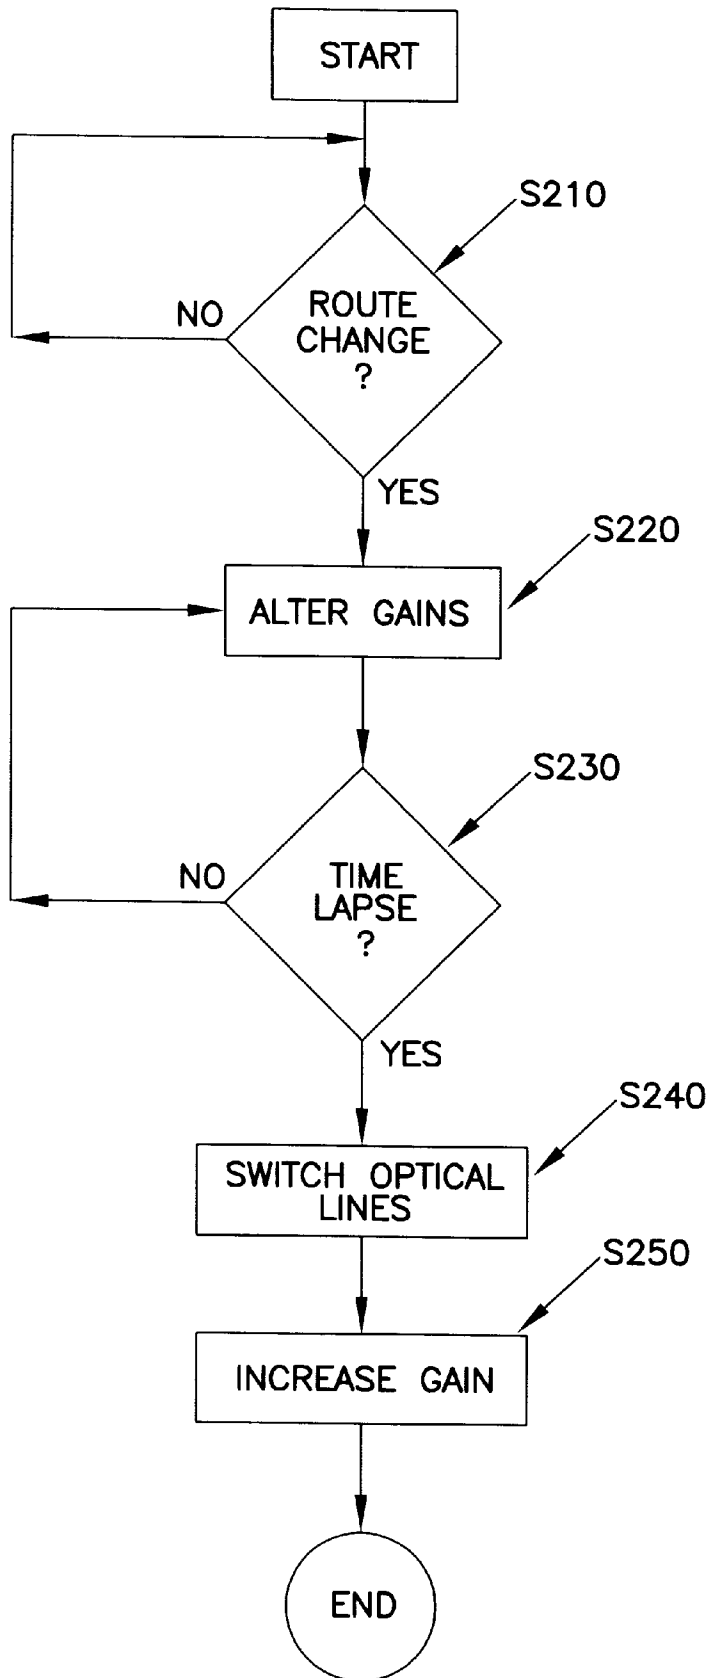 START
S210
ROUTE
CHANGE
?
NO
YES
S220
ALTER GAINS
S230
TIME
LAPSE
?
NO
YES
S240
SWITCH OPTICAL
LINES
S250
INCREASE GAIN
END